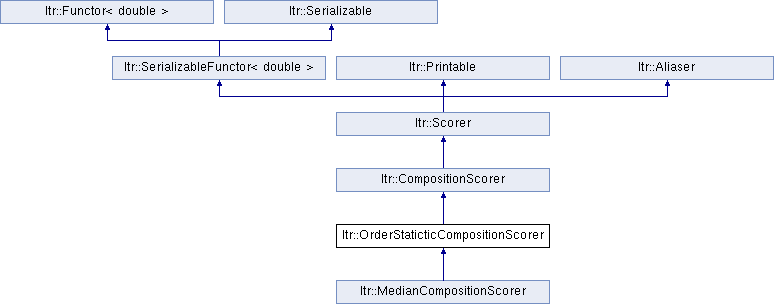 ltr::Functor< double >
ltr::Serializable
ltr::SerializableFunctor< double >
ltr::Printable
ltr::Aliaser
ltr::Scorer
ltr::CompositionScorer
ltr::OrderStaticticCompositionScorer
ltr::MedianCompositionScorer